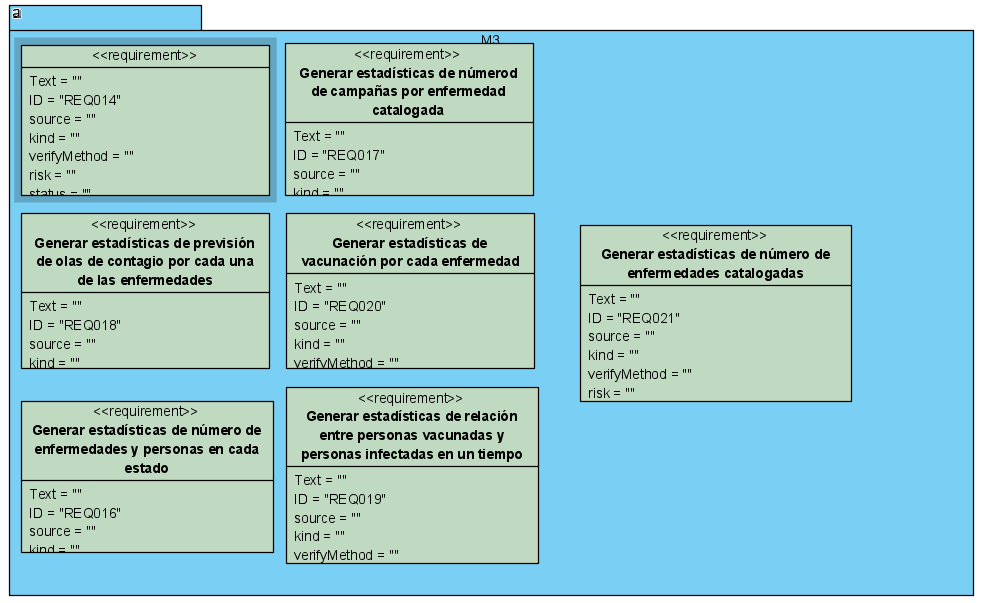 a
M3
<<requirement>>
Text = ""
ID = "REQ014"
source = ""
kind = ""
verifyMethod = ""
risk = ""
status = ""
<<requirement>>
Generar estadísticas de númerod
de campañas por enfermedad
catalogada
Text = ""
ID = "REQ017"
source = ""
kind = ""
<<requirement>>
Generar estadísticas de previsión
de olas de contagio por cada una
de las enfermedades
Text = ""
ID = "REQ018"
source = ""
kind = ""
<<requirement>>
Generar estadísticas de
vacunación por cada enfermedad
Text = ""
ID = "REQ020"
source = ""
kind = ""
verifyMethod = ""
<<requirement>>
Generar estadísticas de número de
enfermedades catalogadas
Text = ""
ID = "REQ021"
source = ""
kind = ""
verifyMethod = ""
risk = ""
<<requirement>>
Generar estadísticas de número de
enfermedades y personas en cada
estado
Text = ""
ID = "REQ016"
source = ""
kind = ""
<<requirement>>
Generar estadísticas de relación
entre personas vacunadas y
personas infectadas en un tiempo
Text = ""
ID = "REQ019"
source = ""
kind = ""
verifyMethod = ""